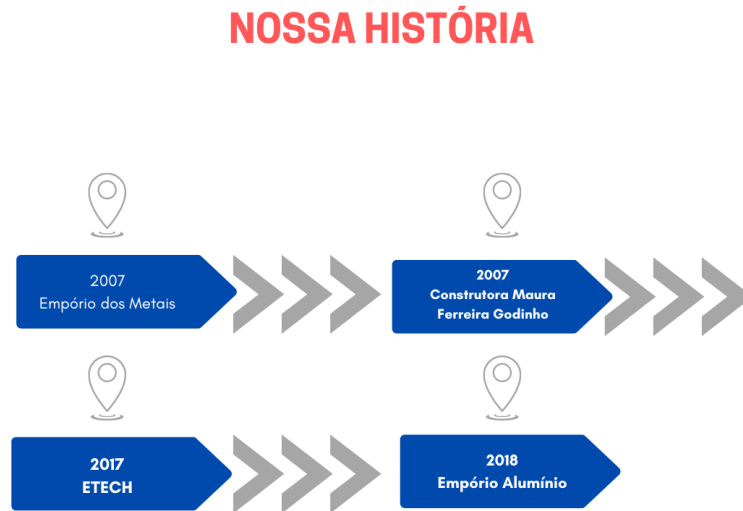 NOSSA HISTÓRIA
2007
Empório dos Metais
2007
Construtora Maura
Ferreira Godinho
2017
ETECH
2018
Empório Alumínio